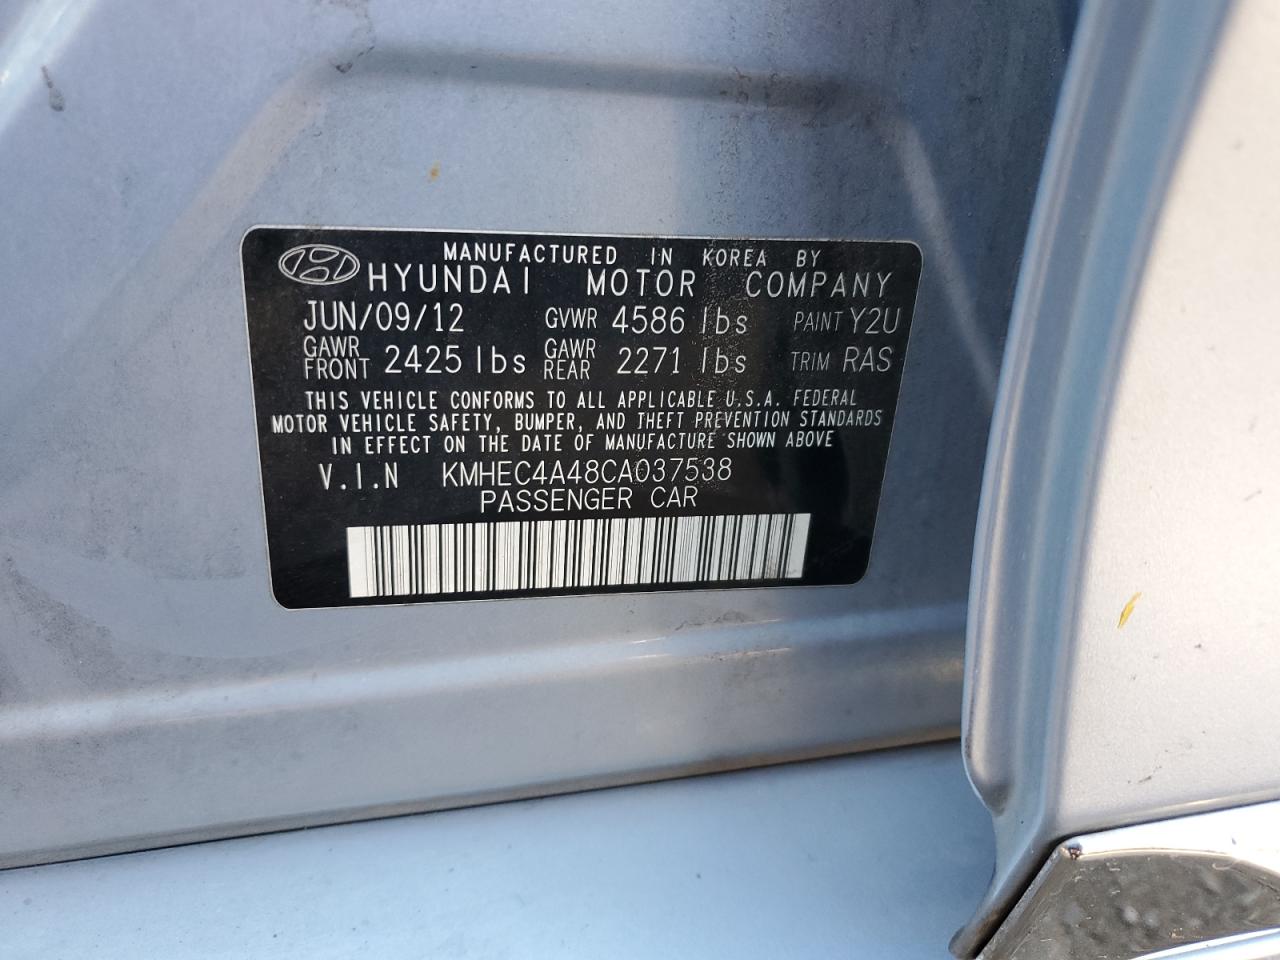 MANUFACTURED IN KOREA BY
HYUNDAI MOTOR COMPANY
JUN/09/12 GVWR 4586 lbs PAINT Y2U
GAWR FRONT 2425 lbs GAWR REAR 2271 lbs TRIM RAS
THIS VEHICLE CONFORMS TO ALL APPLICABLE U.S.A. FEDERAL
MOTOR VEHICLE SAFETY, BUMPER, AND THEFT PREVENTION STANDARDS
IN EFFECT ON THE DATE OF MANUFACTURE SHOWN ABOVE
V.I.N KMHEC4A48CA037538
PASSENGER CAR